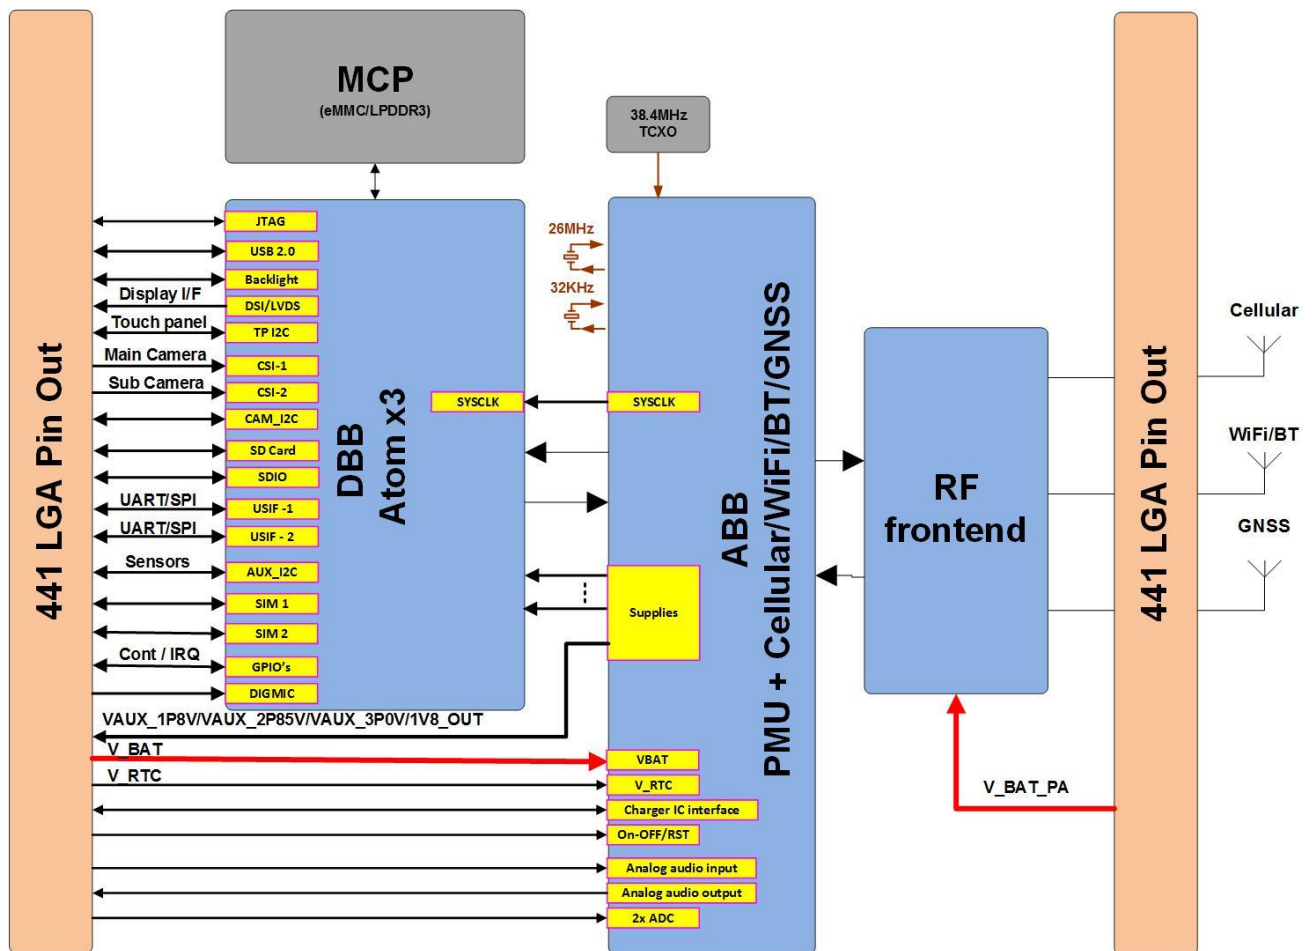 441 LGA Pin Out
MCP
(eMMC/LPDDR3)
38.4MHz
TCXO
JTAG
USB 2.0
Backlight
Display I/F
DSI/LVDS
Touch panel
TP I2C
Main Camera
CSI-1
Sub Camera
CSI-2
CAM_I2C
SD Card
SDIO
UART/SPI
USIF -1
UART/SPI
USIF - 2
Sensors
AUX_I2C
SIM 1
SIM 2
Cont / IRQ
GPIO's
DIGMIC
DBB
Atom x3
SYSCLK
26MHz
32KHz
SYSCLK
Supplies
ABB
PMU + Cellular/WiFi/BT/GNSS
VAUX_1P8V/VAUX_2P85V/VAUX_3P0V/1V8_OUT
V_BAT
VBAT
V_RTC
V_RTC
Charger IC interface
On-OFF/RST
Analog audio input
Analog audio output
2x ADC
RF
frontend
V_BAT_PA
441 LGA Pin Out
Cellular
WiFi/BT
GNSS